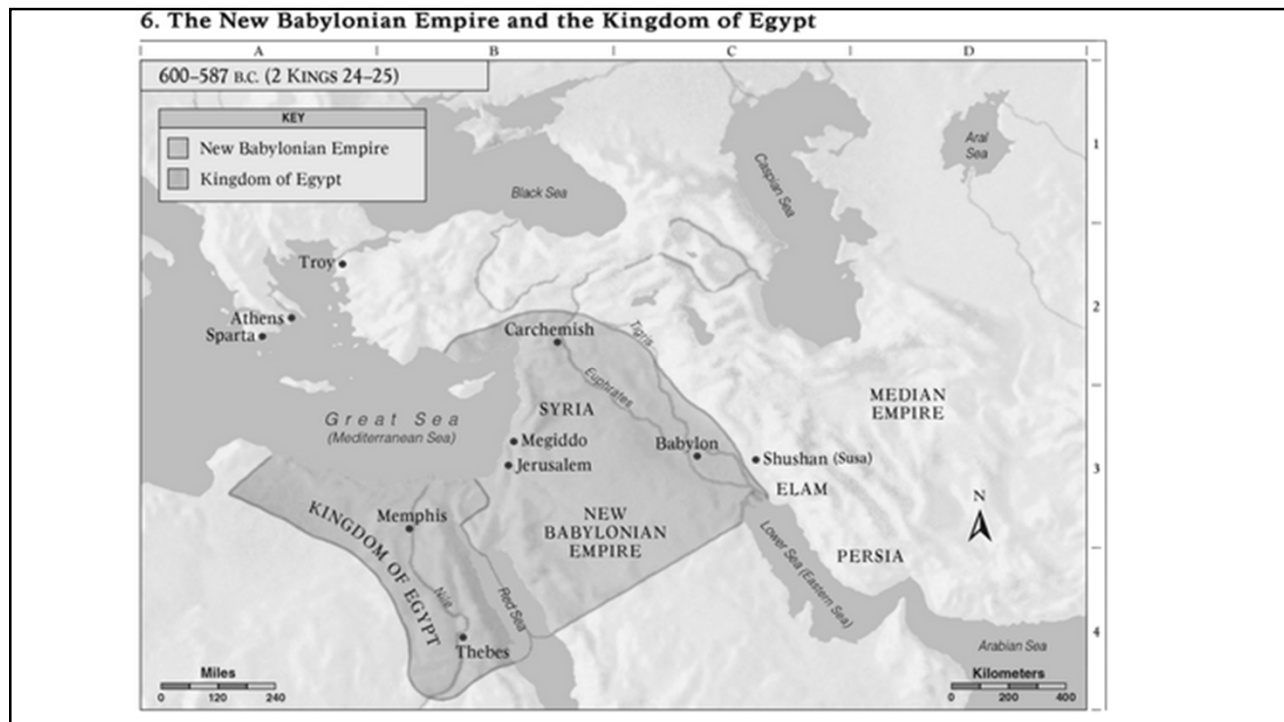 6. The New Babylonian Empire and the Kingdom of Egypt
A B C D
600–587 B.C. (2 KINGS 24–25)
KEY
New Babylonian Empire
Kingdom of Egypt
1
2
3
4
Black Sea
Caspian Sea
Aral
Sea
Troy
Athens
Sparta
Carchemish
Tigris
Euphrates
SYRIA
MEDIAN
EMPIRE
Great Sea
(Mediterranean Sea)
Megiddo
Jerusalem
Babylon
Shushan (Susa)
ELAM
KINGDOM OF EGYPT
Memphis
NEW
BABYLONIAN
EMPIRE
N
PERSIA
Lower Sea (Eastern Sea)
Nile
Red Sea
Thebes
Arabian Sea
Miles
0 120 240
Kilometers
0 200 400